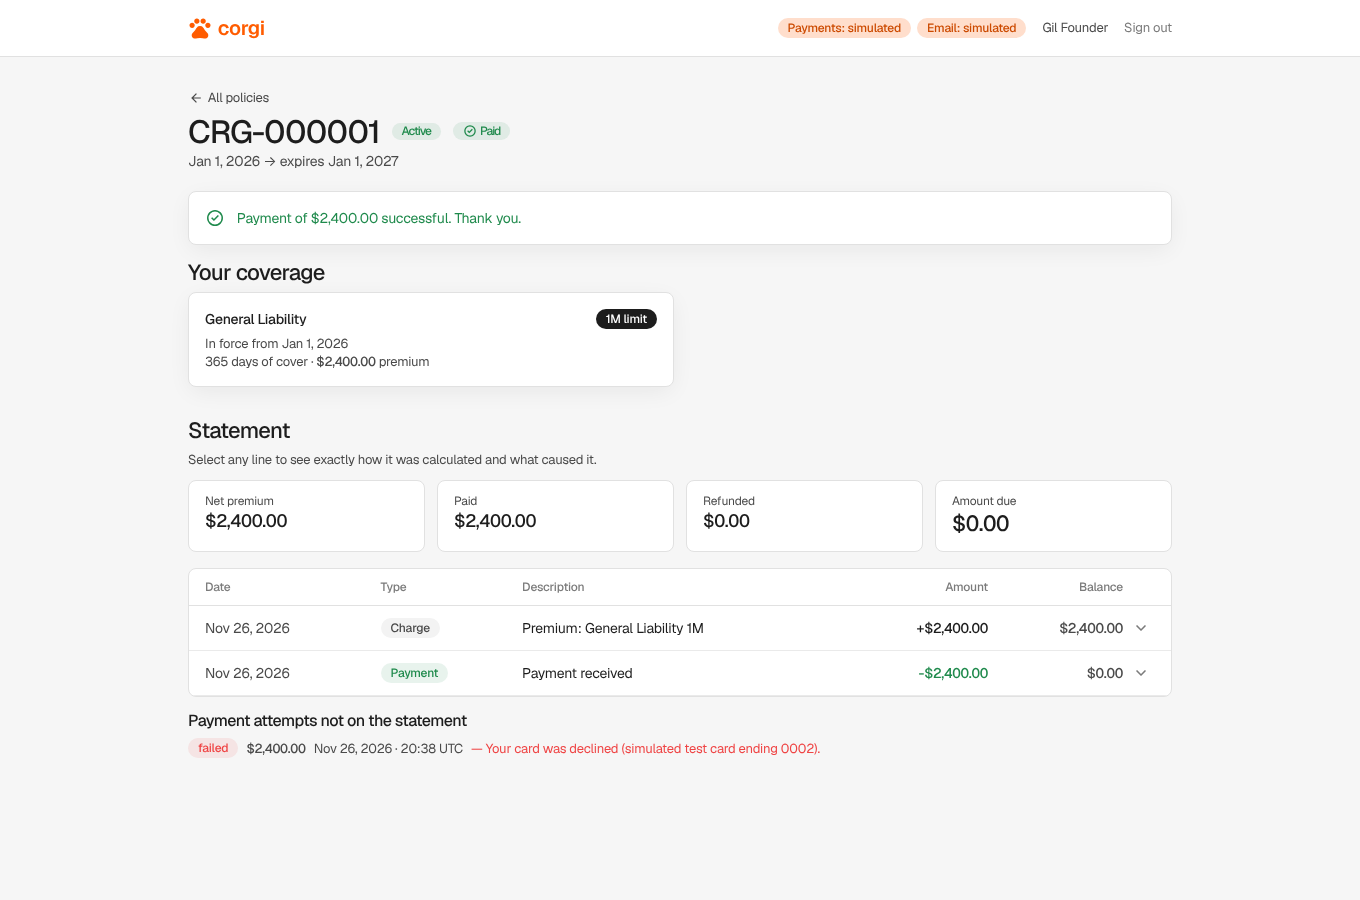 corgi
Payments: simulated Email: simulated Gil Founder Sign out
← All policies
CRG-000001 Active Paid
Jan 1, 2026 → expires Jan 1, 2027
Payment of $2,400.00 successful. Thank you.
Your coverage
General Liability 1M limit
In force from Jan 1, 2026
365 days of cover · $2,400.00 premium
Statement
Select any line to see exactly how it was calculated and what caused it.
Net premium Paid Refunded Amount due
$2,400.00 $2,400.00 $0.00 $0.00
Date Type Description Amount Balance
Nov 26, 2026 Charge Premium: General Liability 1M +$2,400.00 $2,400.00
Nov 26, 2026 Payment Payment received -$2,400.00 $0.00
Payment attempts not on the statement
failed $2,400.00 Nov 26, 2026 · 20:38 UTC — Your card was declined (simulated test card ending 0002).